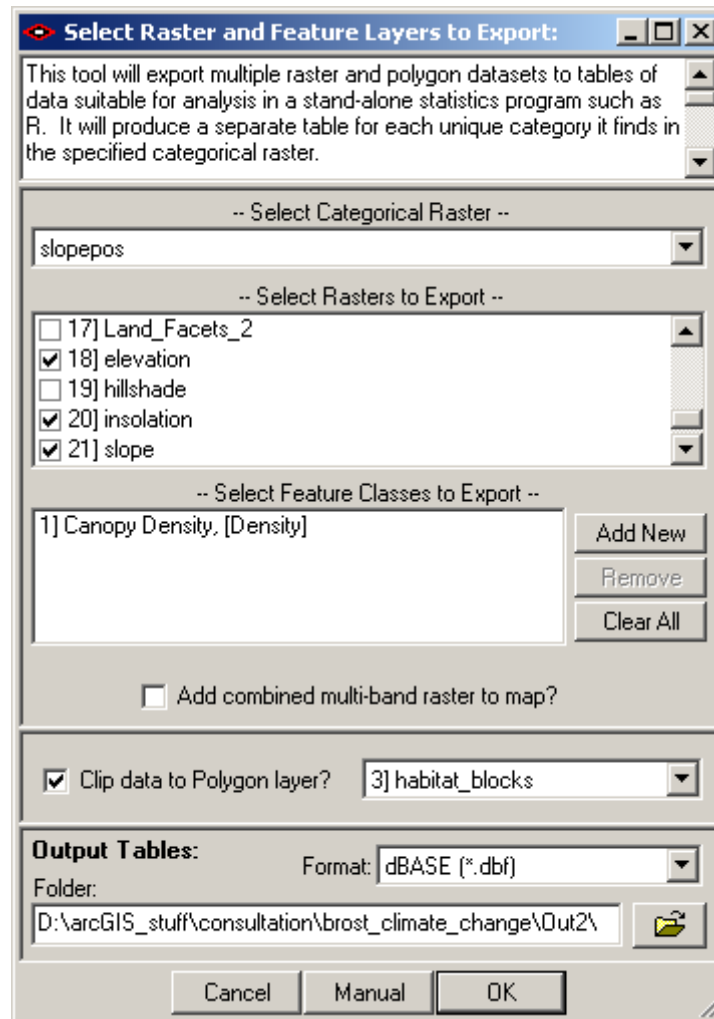 Select Raster and Feature Layers to Export:
This tool will export multiple raster and polygon datasets to tables of
data suitable for analysis in a stand-alone statistics program such as
R. It will produce a separate table for each unique category it finds in
the specified categorical raster.
-- Select Categorical Raster --
slopepos
-- Select Rasters to Export --
17] Land_Facets_2
18] elevation
19] hillshade
20] insolation
21] slope
-- Select Feature Classes to Export --
1] Canopy Density, [Density]
Add New
Remove
Clear All
Add combined multi-band raster to map?
Clip data to Polygon layer?
3] habitat_blocks
Output Tables:
Format: dBASE (*.dbf)
Folder:
D:\arcGIS_stuff\consultation\brost_climate_change\Out2\
Cancel Manual OK